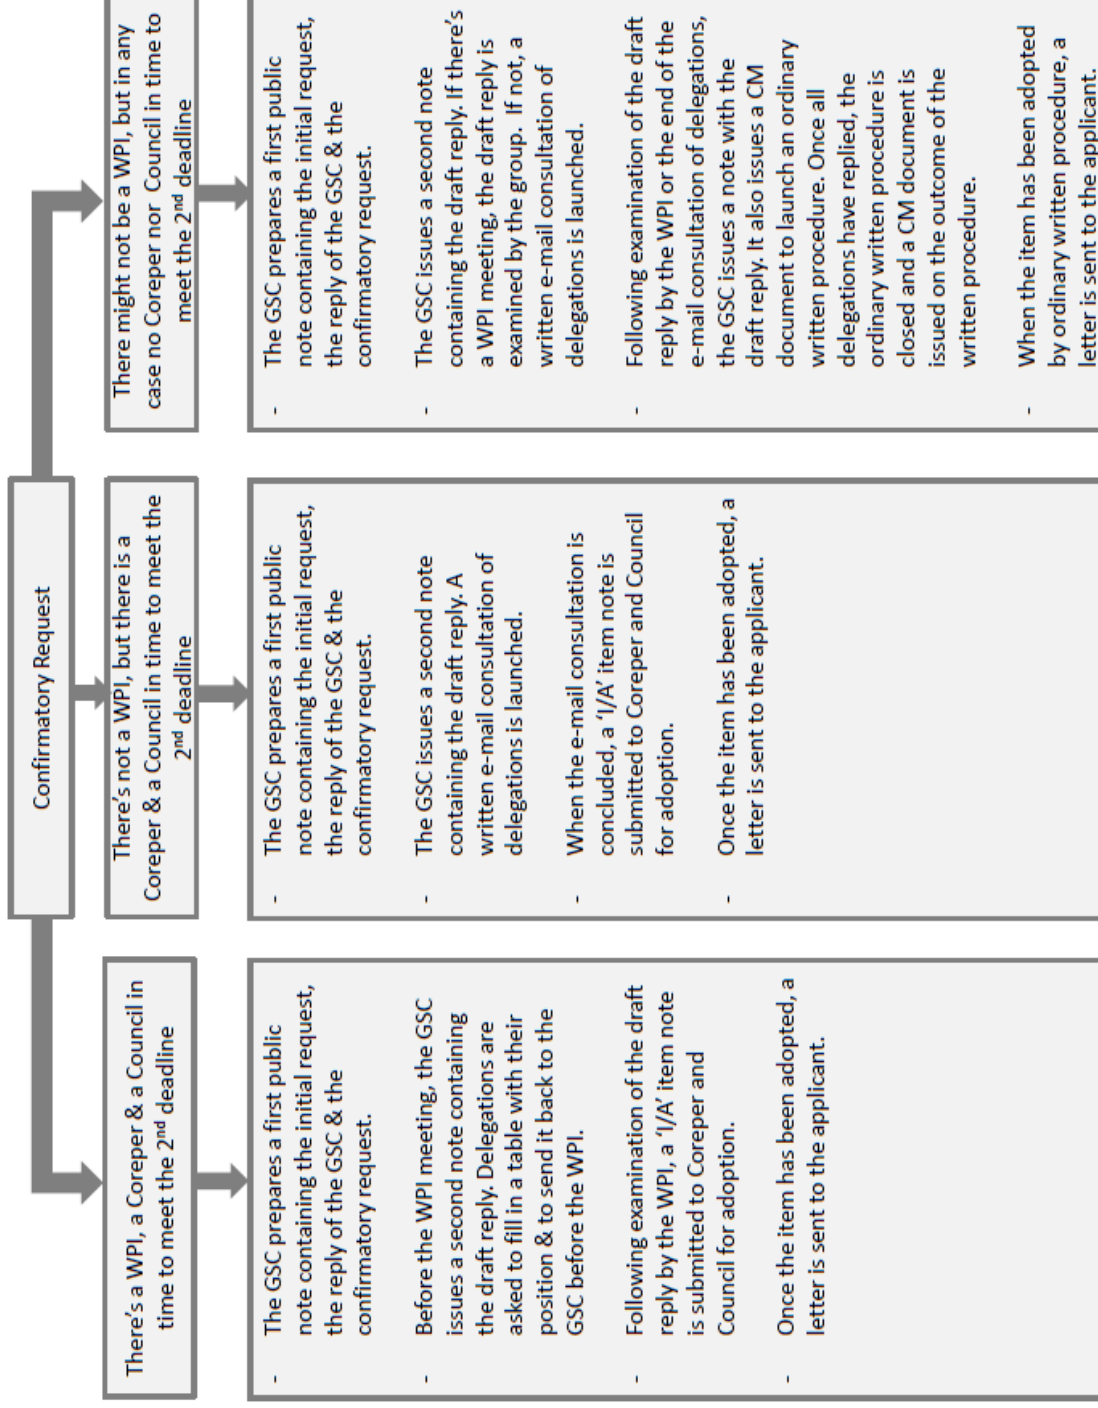 Confirmatory Request
There's a WPI, a Coreper & a Council in
time to meet the 2nd deadline
- The GSC prepares a first public
note containing the initial request,
the reply of the GSC & the
confirmatory request.
- Before the WPI meeting, the GSC
issues a second note containing
the draft reply. Delegations are
asked to fill in a table with their
position & to send it back to the
GSC before the WPI.
- Following examination of the draft
reply by the WPI, a 'I/A' item note
is submitted to Coreper and
Council for adoption.
- Once the item has been adopted, a
letter is sent to the applicant.
There's not a WPI, but there is a
Coreper & a Council in time to meet the
2nd deadline
- The GSC prepares a first public
note containing the initial request,
the reply of the GSC & the
confirmatory request.
- The GSC issues a second note
containing the draft reply. A
written e-mail consultation of
delegations is launched.
- When the e-mail consultation is
concluded, a 'I/A' item note is
submitted to Coreper and Council
for adoption.
- Once the item has been adopted, a
letter is sent to the applicant.
There might not be a WPI, but in any
case no Coreper nor Council in time to
meet the 2nd deadline
- The GSC prepares a first public
note containing the initial request,
the reply of the GSC & the
confirmatory request.
- The GSC issues a second note
containing the draft reply. If there's
a WPI meeting, the draft reply is
examined by the group. If not, a
written e-mail consultation of
delegations is launched.
- Following examination of the draft
reply by the WPI or the end of the
e-mail consultation of delegations,
the GSC issues a note with the
draft reply. It also issues a CM
document to launch an ordinary
written procedure. Once all
delegations have replied, the
ordinary written procedure is
closed and a CM document is
issued on the outcome of the
written procedure.
- When the item has been adopted
by ordinary written procedure, a
letter is sent to the applicant.